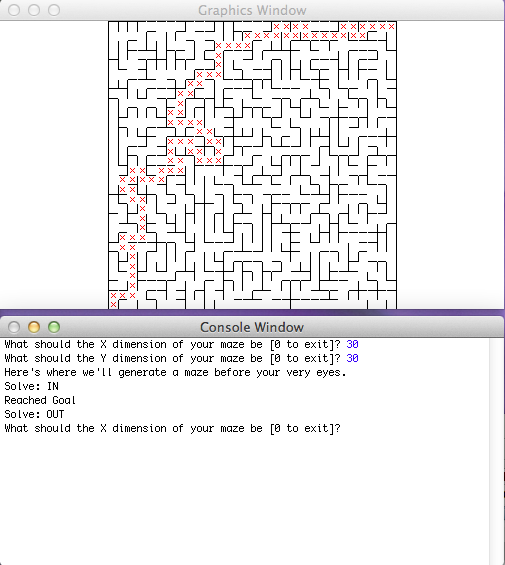 Graphics Window
Console Window
What should the X dimension of your maze be [0 to exit]? 30
What should the Y dimension of your maze be [0 to exit]? 30
Here's where we'll generate a maze before your very eyes.
Solve: IN
Reached Goal
Solve: OUT
What should the X dimension of your maze be [0 to exit]?